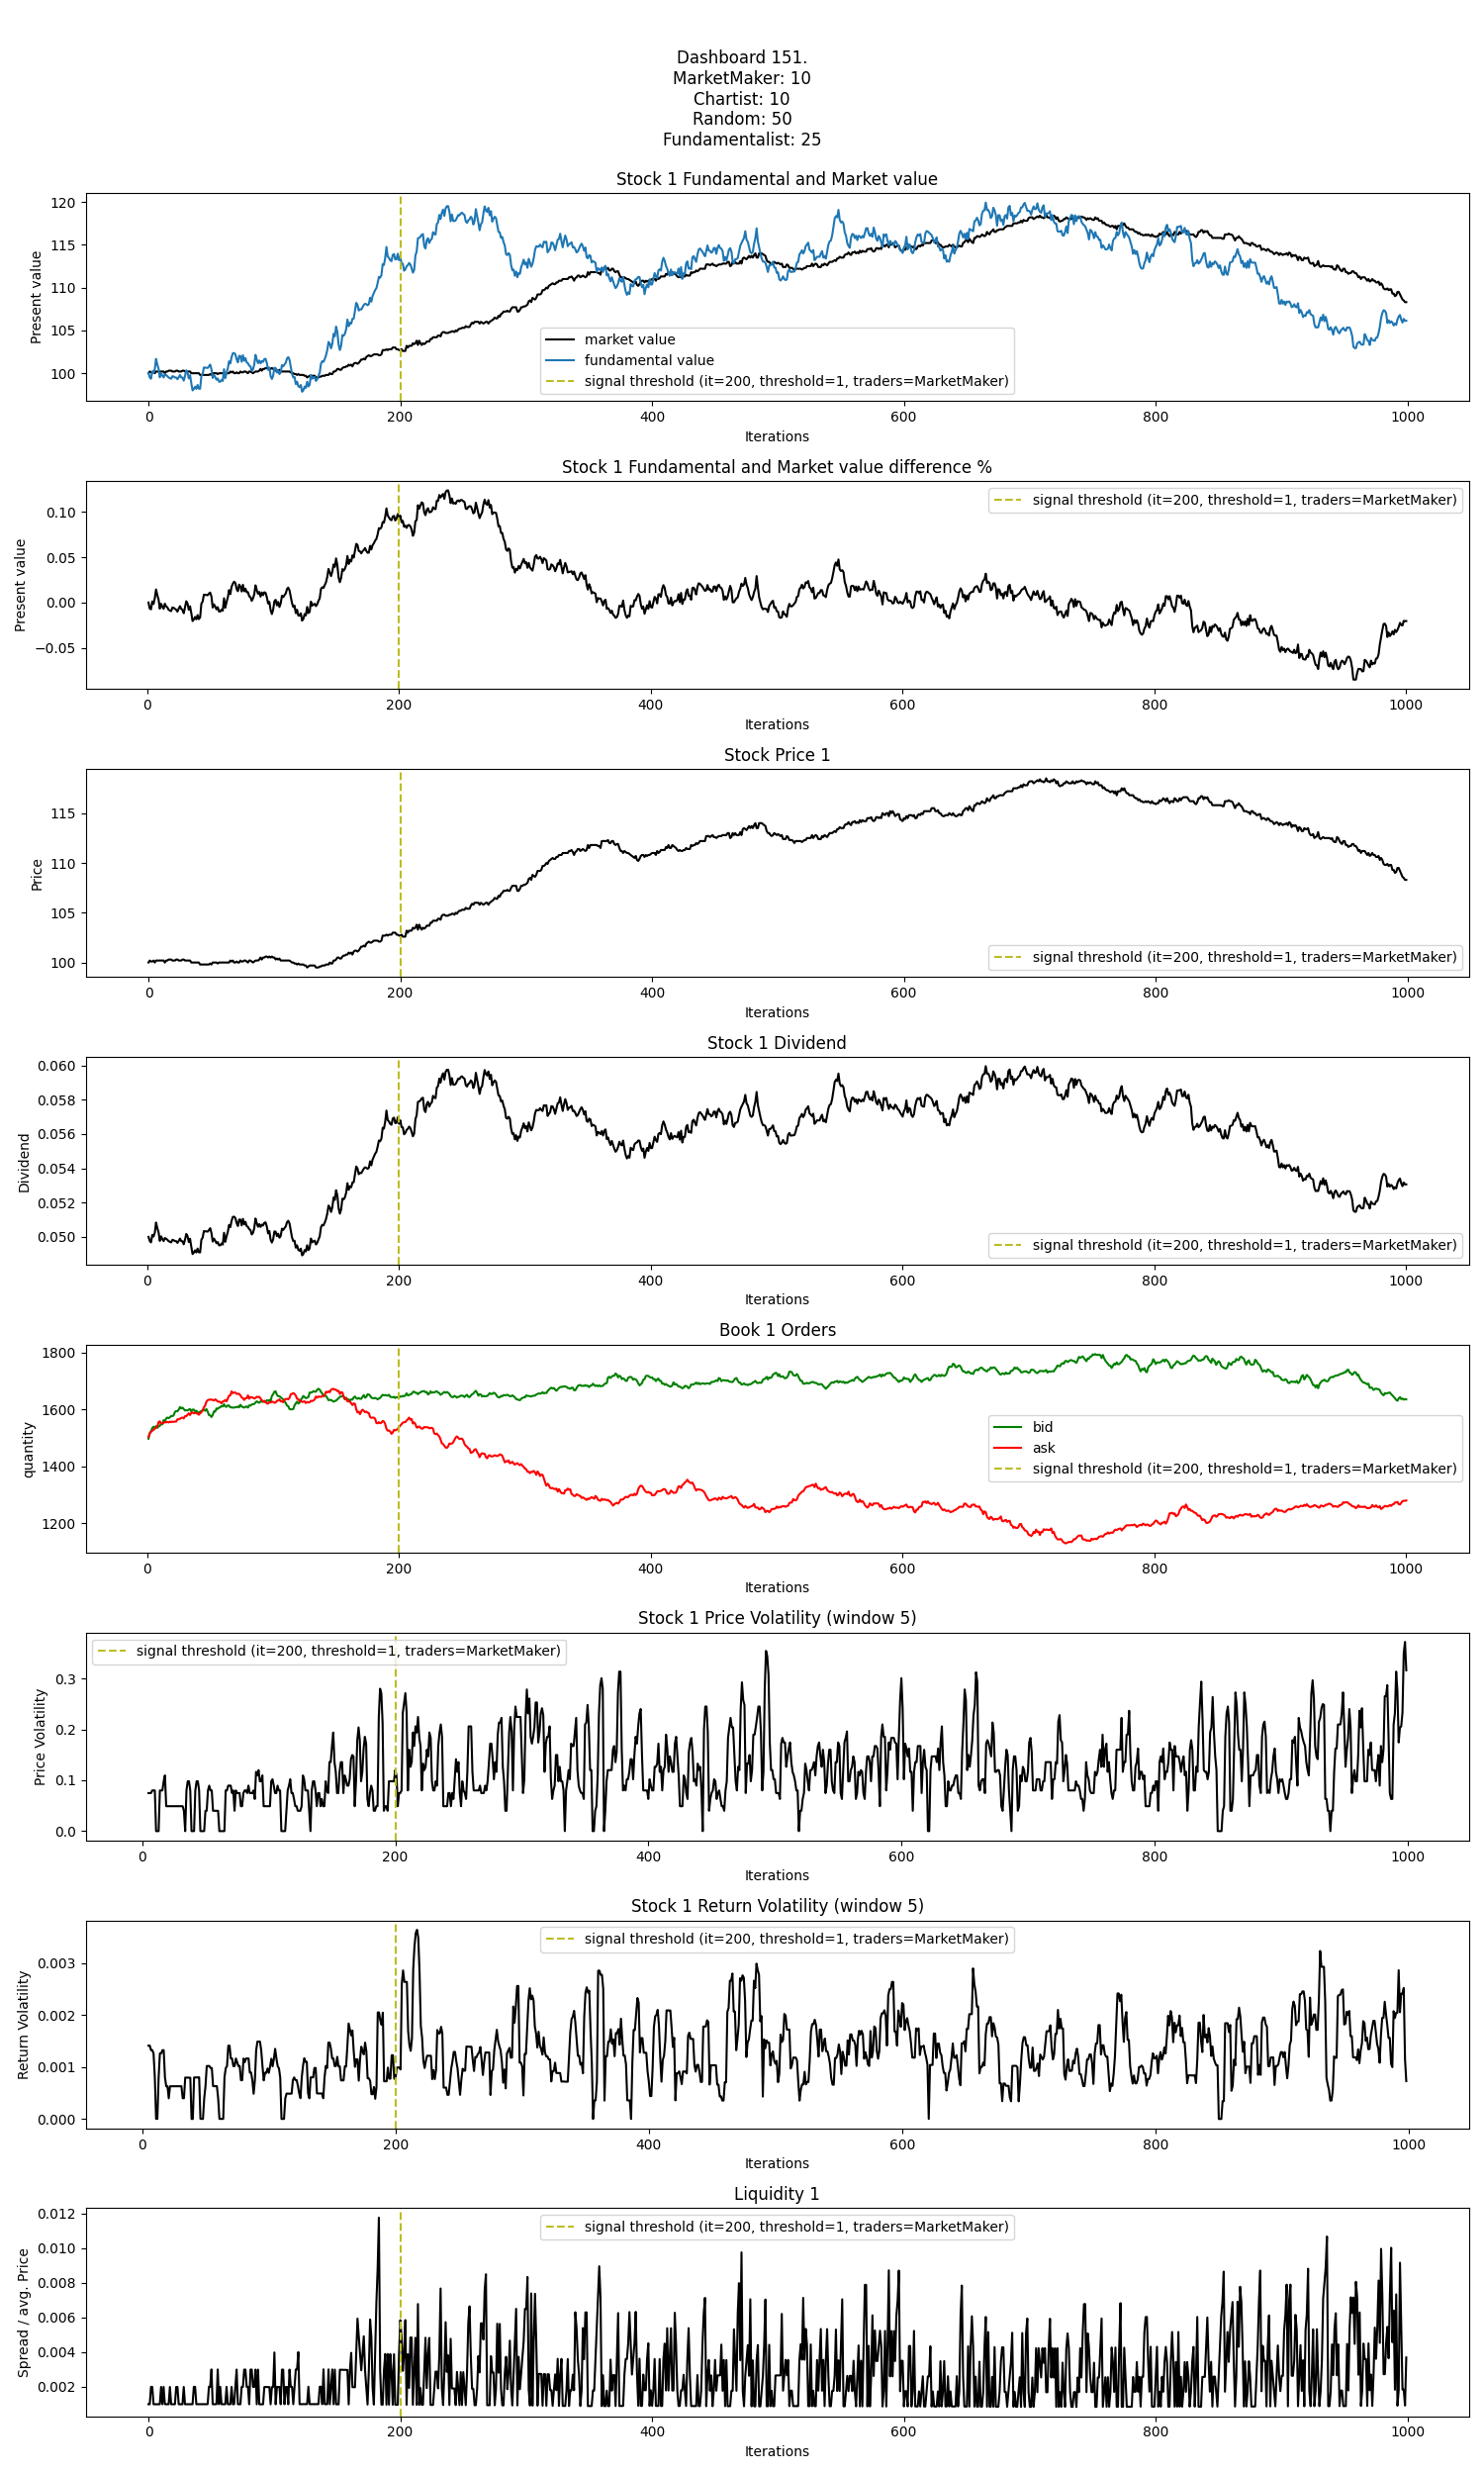 Dashboard 151.
MarketMaker: 10
Chartist: 10
Random: 50
Fundamentalist: 25
Stock 1 Fundamental and Market value
Present value
120
115
110
105
100
market value
fundamental value
signal threshold (it=200, threshold=1, traders=MarketMaker)
0 200 400 600 800 1000
Iterations
Stock 1 Fundamental and Market value difference %
Present value
0.10
0.05
0.00
−0.05
signal threshold (it=200, threshold=1, traders=MarketMaker)
0 200 400 600 800 1000
Iterations
Stock Price 1
Price
115
110
105
100
signal threshold (it=200, threshold=1, traders=MarketMaker)
0 200 400 600 800 1000
Iterations
Stock 1 Dividend
Dividend
0.060
0.058
0.056
0.054
0.052
0.050
signal threshold (it=200, threshold=1, traders=MarketMaker)
0 200 400 600 800 1000
Iterations
Book 1 Orders
quantity
1800
1600
1400
1200
bid
ask
signal threshold (it=200, threshold=1, traders=MarketMaker)
0 200 400 600 800 1000
Iterations
Stock 1 Price Volatility (window 5)
Price Volatility
signal threshold (it=200, threshold=1, traders=MarketMaker)
0.3
0.2
0.1
0.0
0 200 400 600 800 1000
Iterations
Stock 1 Return Volatility (window 5)
Return Volatility
signal threshold (it=200, threshold=1, traders=MarketMaker)
0.003
0.002
0.001
0.000
0 200 400 600 800 1000
Iterations
Liquidity 1
Spread / avg. Price
signal threshold (it=200, threshold=1, traders=MarketMaker)
0.012
0.010
0.008
0.006
0.004
0.002
0 200 400 600 800 1000
Iterations